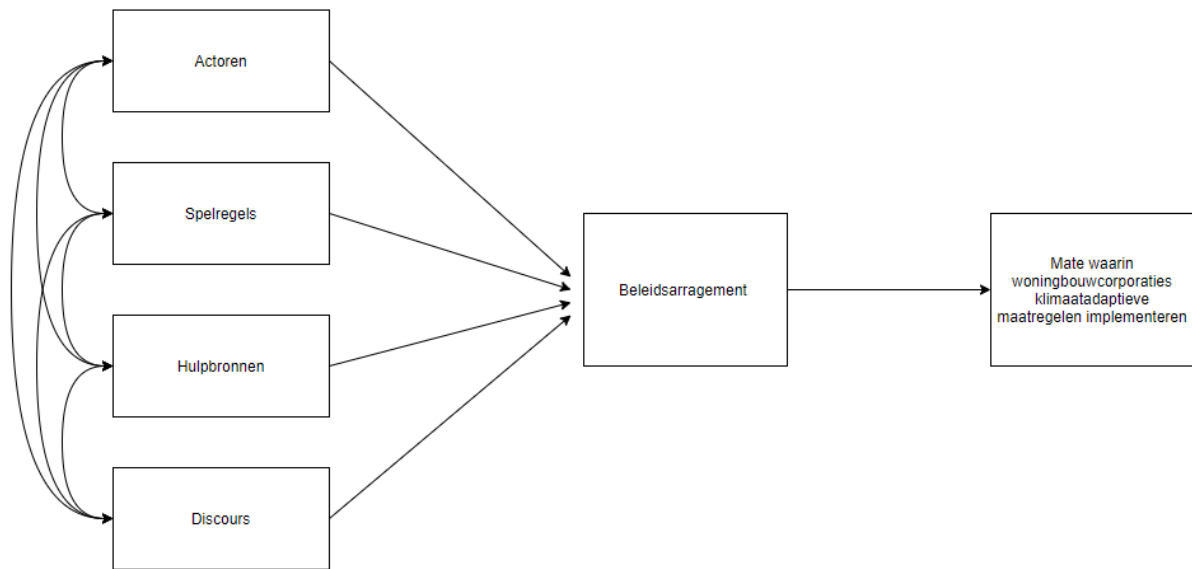 Actoren
Spelregels
Hulpbronnen
Discours
Beleidsarragement
Mate waarin
woningbouwcorporaties
klimaatadaptieve
maatregelen implementeren